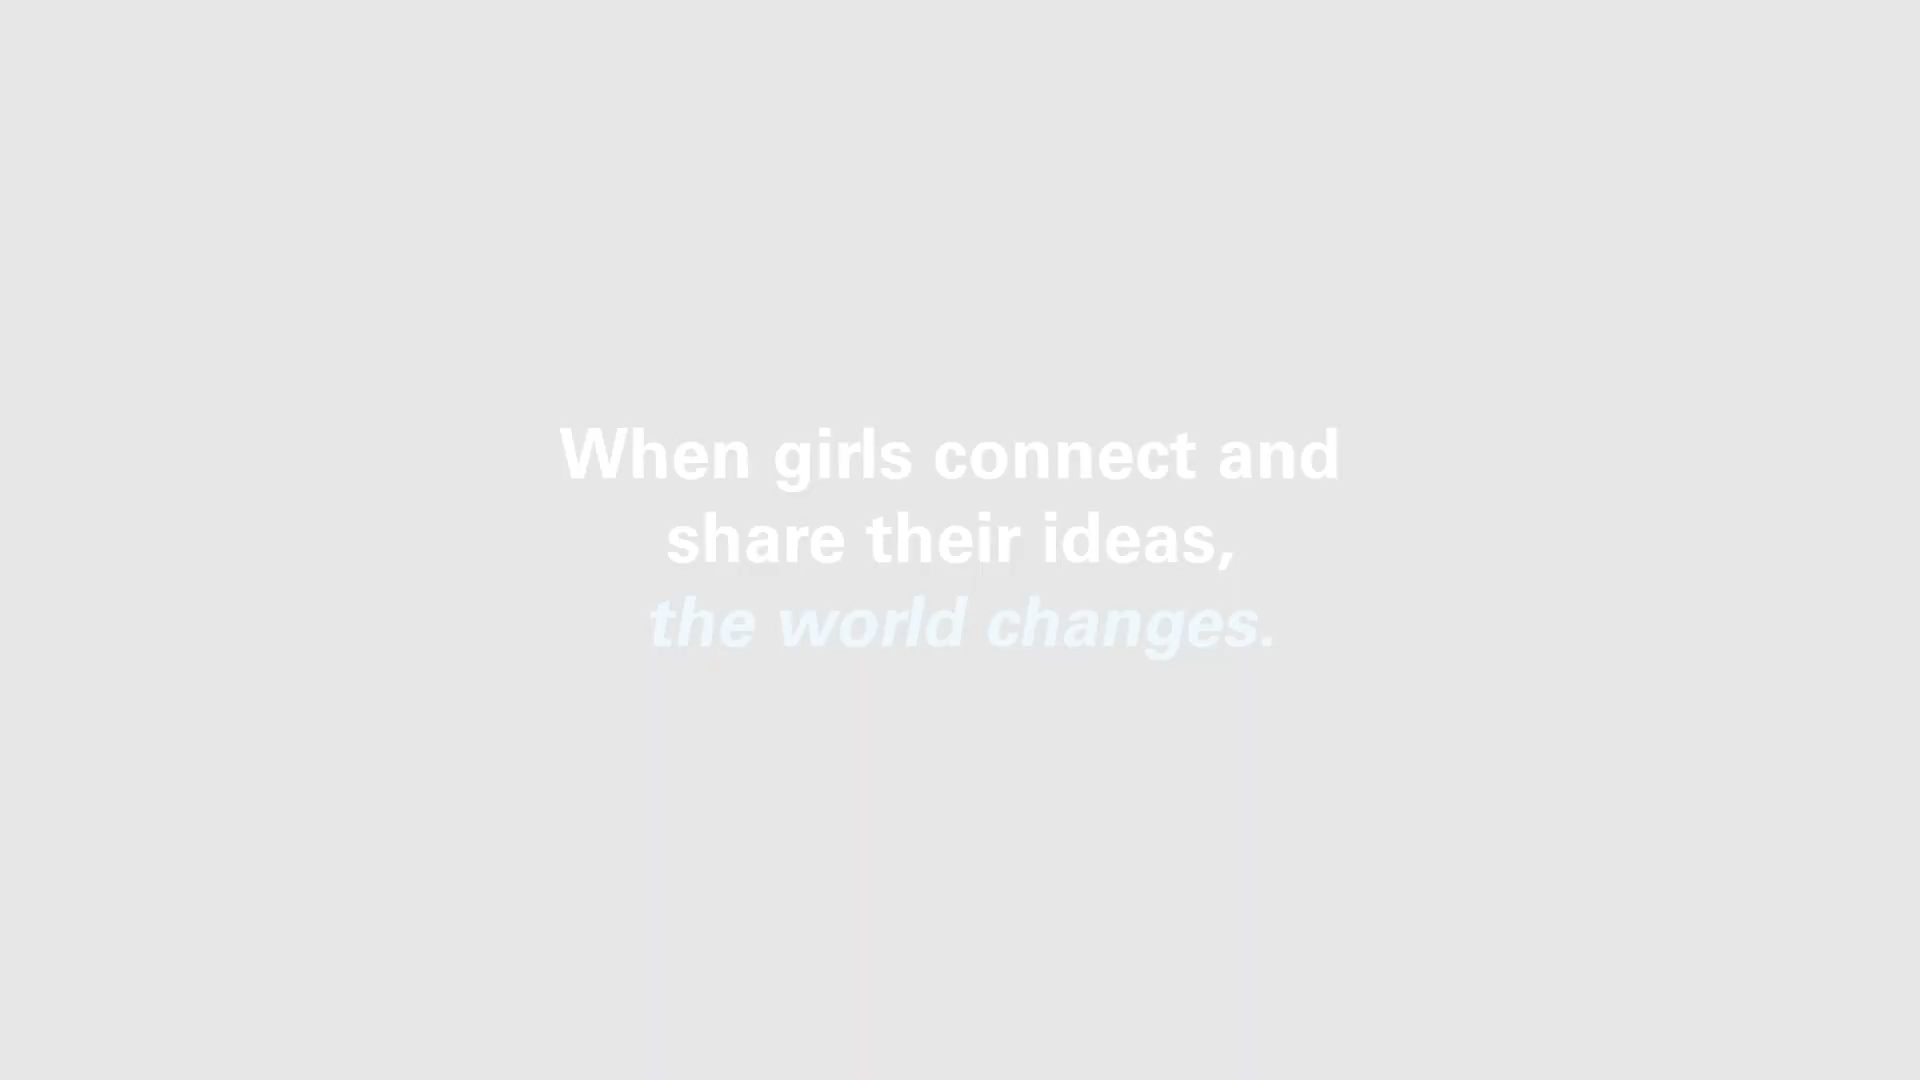 When girls connect and
share their ideas,
the world changes.